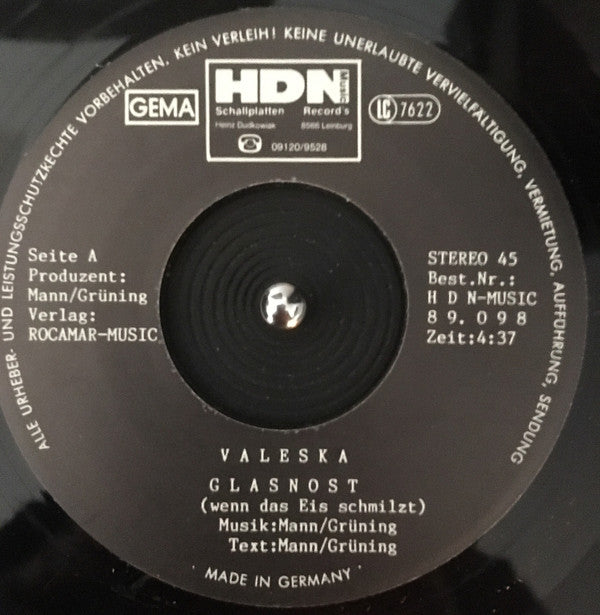 ALLE URHEBER- UND LEISTUNGSSCHUTZKECHTE VORBEHALTEN. KEIN VERLEIH! KEINE UNERLAUBTE VERVIELFÄLTIGUNG, VERMIETUNG, AUFFÜHRUNG, SENDUNG
GEMA
HDN Music
Schallplatten Record's
Heinz Dudkowiak 8566 Leinburg
☎ 09120/9528
LC 7622
Seite A
Produzent:
Mann/Grüning
Verlag:
ROCAMAR-MUSIC
STEREO 45
Best.Nr.:
H D N-MUSIC
8 9. 0 9 8
Zeit:4:37
V A L E S K A
G L A S N O S T
(wenn das Eis schmilzt)
Musik:Mann/Grüning
Text:Mann/Grüning
· MADE IN GERMANY ·